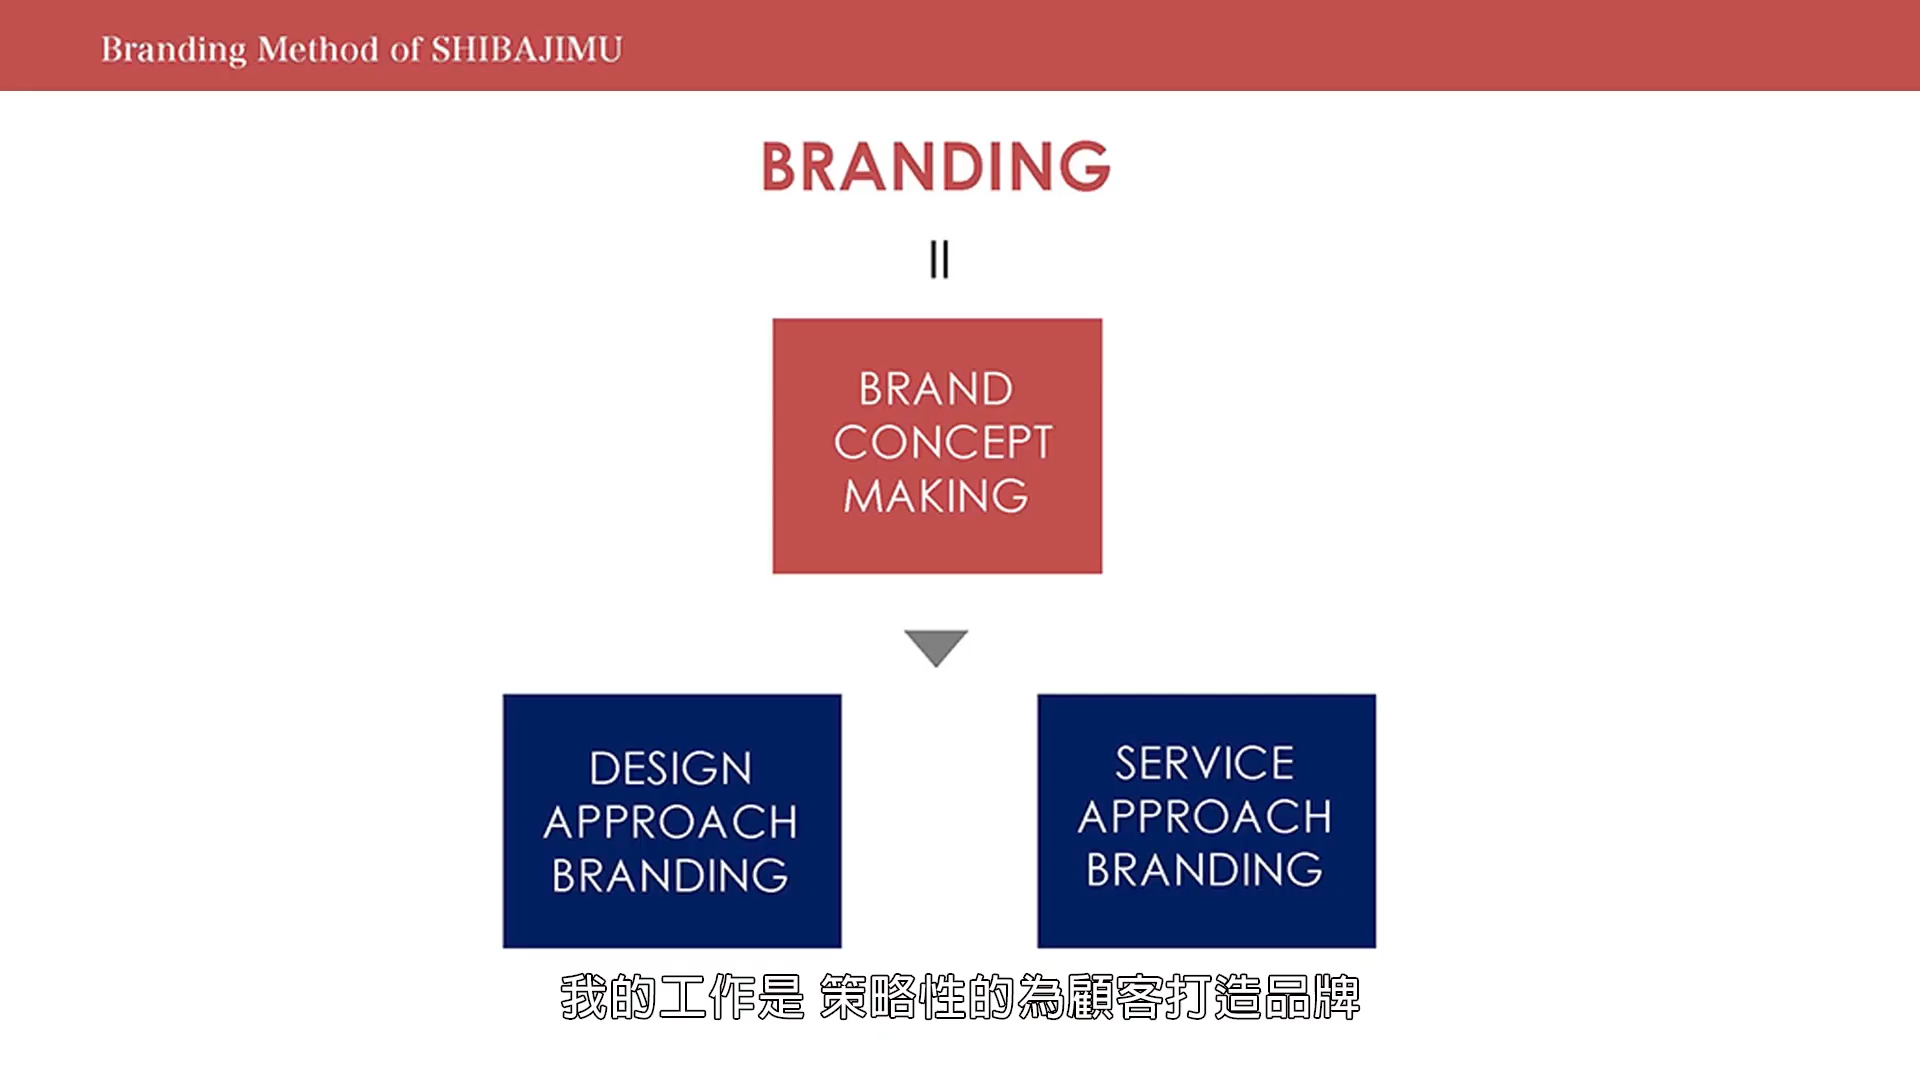 Branding Method of SHIBAJIMU
BRANDING
BRAND
CONCEPT
MAKING
DESIGN
APPROACH
BRANDING
SERVICE
APPROACH
BRANDING
我的工作是 策略性的為顧客打造品牌